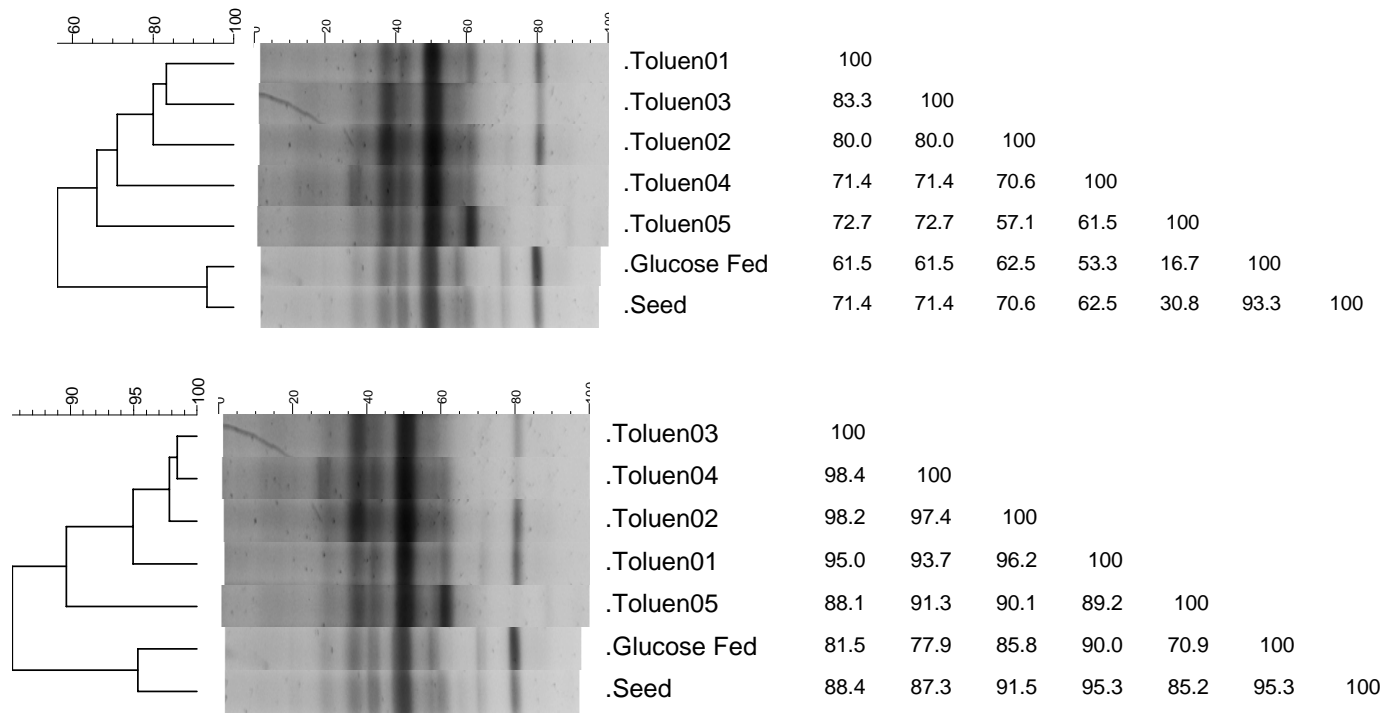 60 80 100 0 20 40 60 80 100
.Toluen01 100
.Toluen03 83.3 100
.Toluen02 80.0 80.0 100
.Toluen04 71.4 71.4 70.6 100
.Toluen05 72.7 72.7 57.1 61.5 100
.Glucose Fed 61.5 61.5 62.5 53.3 16.7 100
.Seed 71.4 71.4 70.6 62.5 30.8 93.3 100
90 95 100 0 20 40 60 80 100
.Toluen03 100
.Toluen04 98.4 100
.Toluen02 98.2 97.4 100
.Toluen01 95.0 93.7 96.2 100
.Toluen05 88.1 91.3 90.1 89.2 100
.Glucose Fed 81.5 77.9 85.8 90.0 70.9 100
.Seed 88.4 87.3 91.5 95.3 85.2 95.3 100